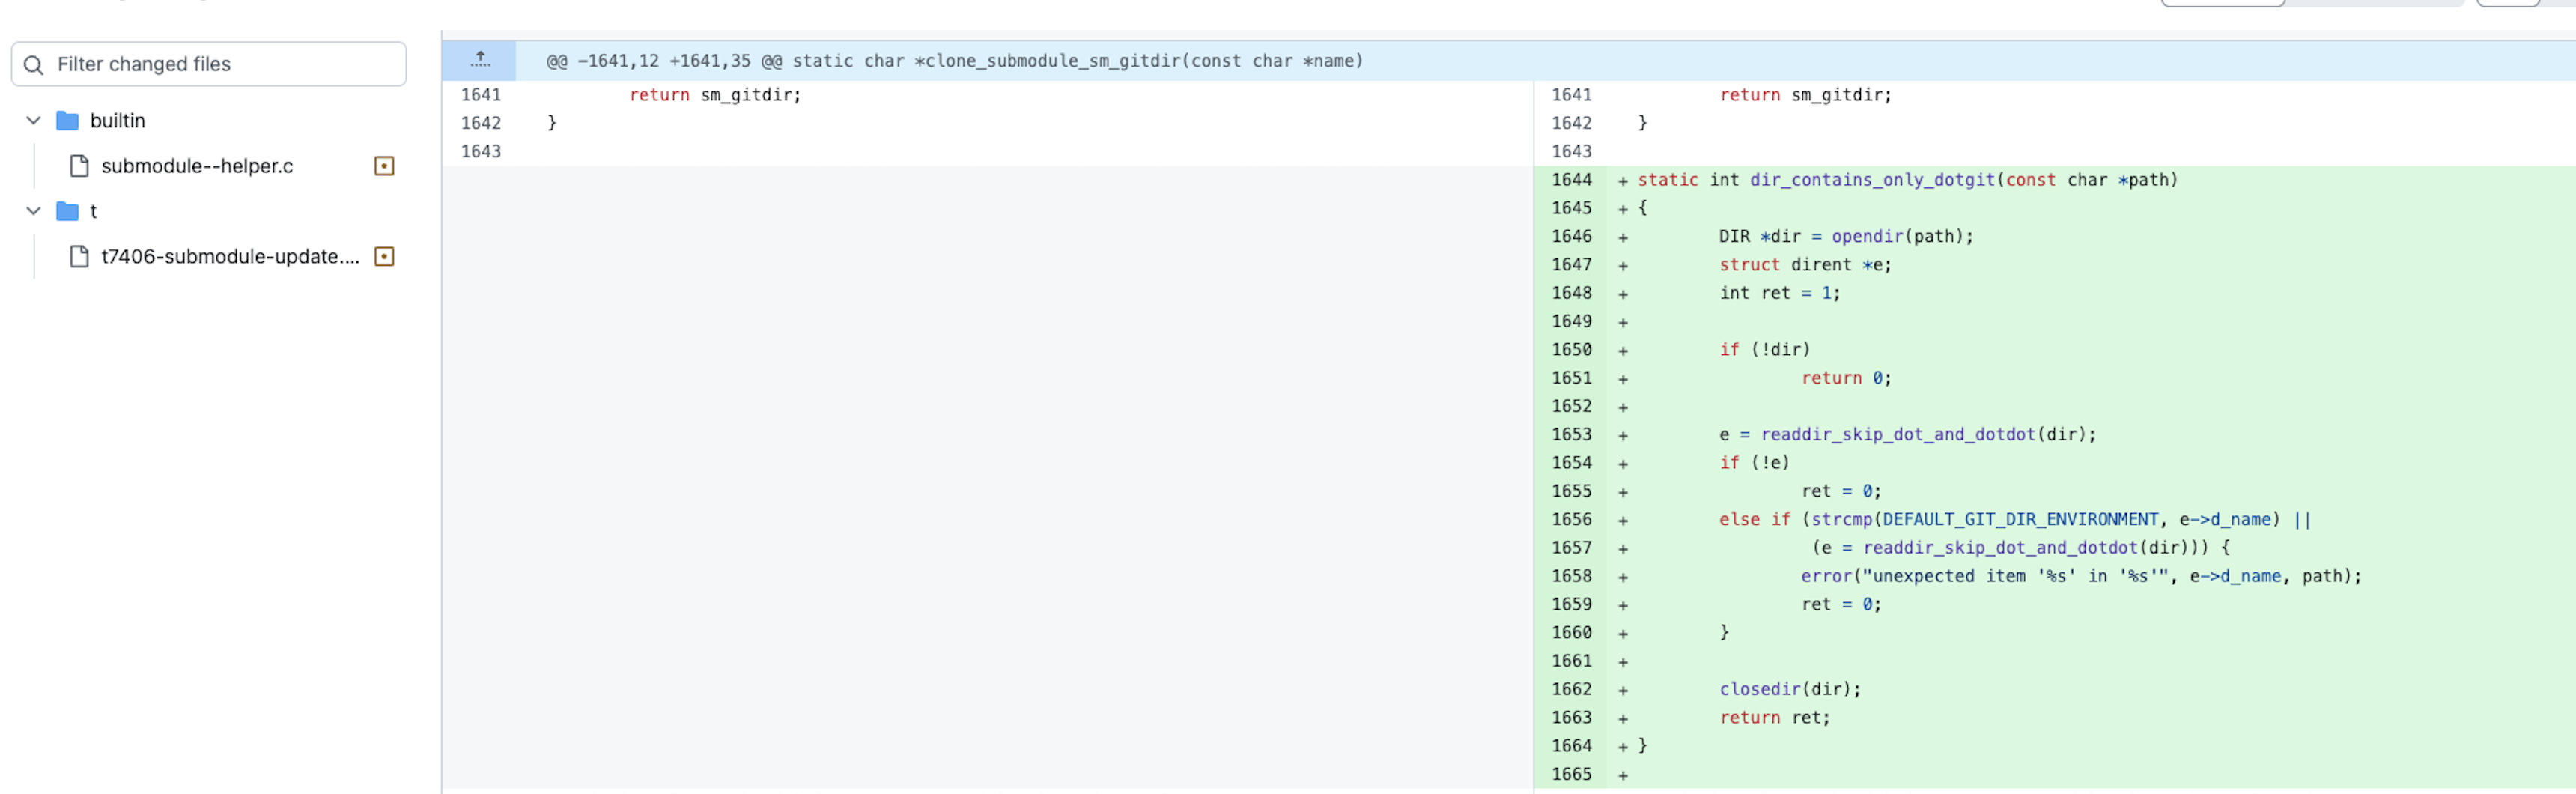 Filter changed files
builtin
submodule--helper.c
t
t7406-submodule-update....
@@ -1641,12 +1641,35 @@ static char *clone_submodule_sm_gitdir(const char *name)
1641 return sm_gitdir;
1642 }
1643
1641 return sm_gitdir;
1642 }
1643
1644 + static int dir_contains_only_dotgit(const char *path)
1645 + {
1646 + DIR *dir = opendir(path);
1647 + struct dirent *e;
1648 + int ret = 1;
1649 +
1650 + if (!dir)
1651 + return 0;
1652 +
1653 + e = readdir_skip_dot_and_dotdot(dir);
1654 + if (!e)
1655 + ret = 0;
1656 + else if (strcmp(DEFAULT_GIT_DIR_ENVIRONMENT, e->d_name) ||
1657 + (e = readdir_skip_dot_and_dotdot(dir))) {
1658 + error("unexpected item '%s' in '%s'", e->d_name, path);
1659 + ret = 0;
1660 + }
1661 +
1662 + closedir(dir);
1663 + return ret;
1664 + }
1665 +